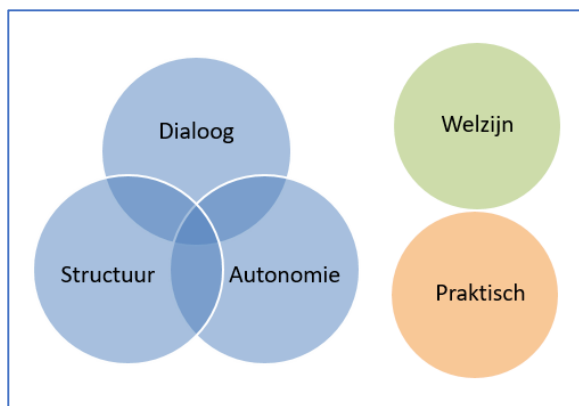 Dialoog
Welzijn
Structuur
Autonomie
Praktisch